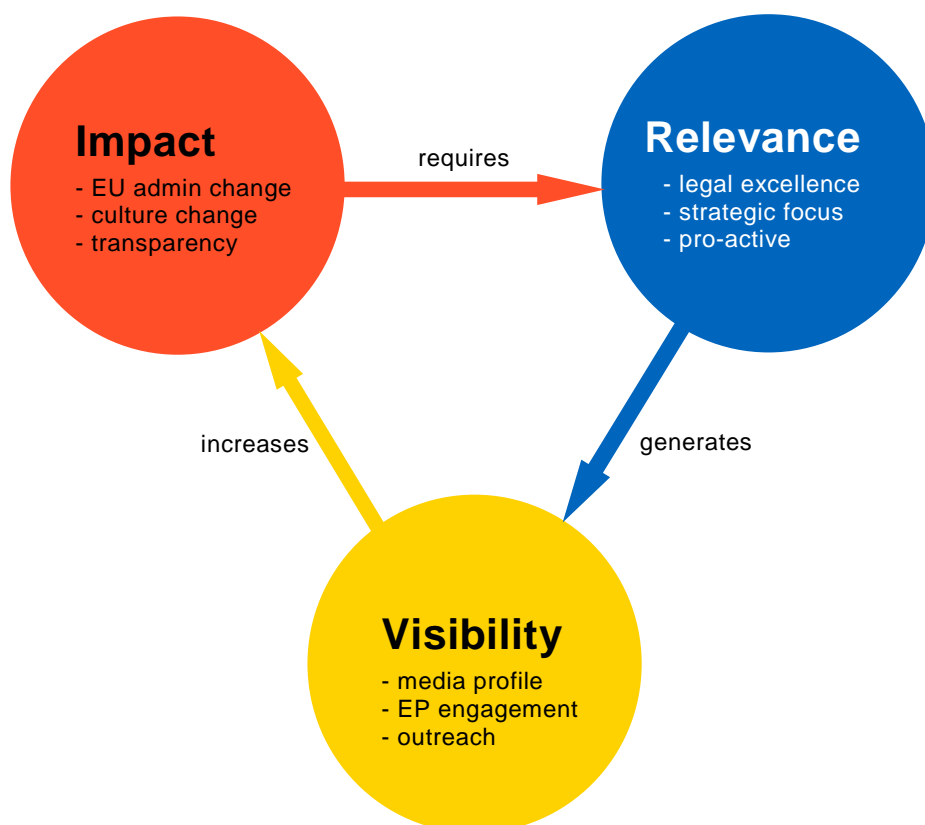 Impact
- EU admin change
- culture change
- transparency
requires
Relevance
- legal excellence
- strategic focus
- pro-active
increases
generates
Visibility
- media profile
- EP engagement
- outreach